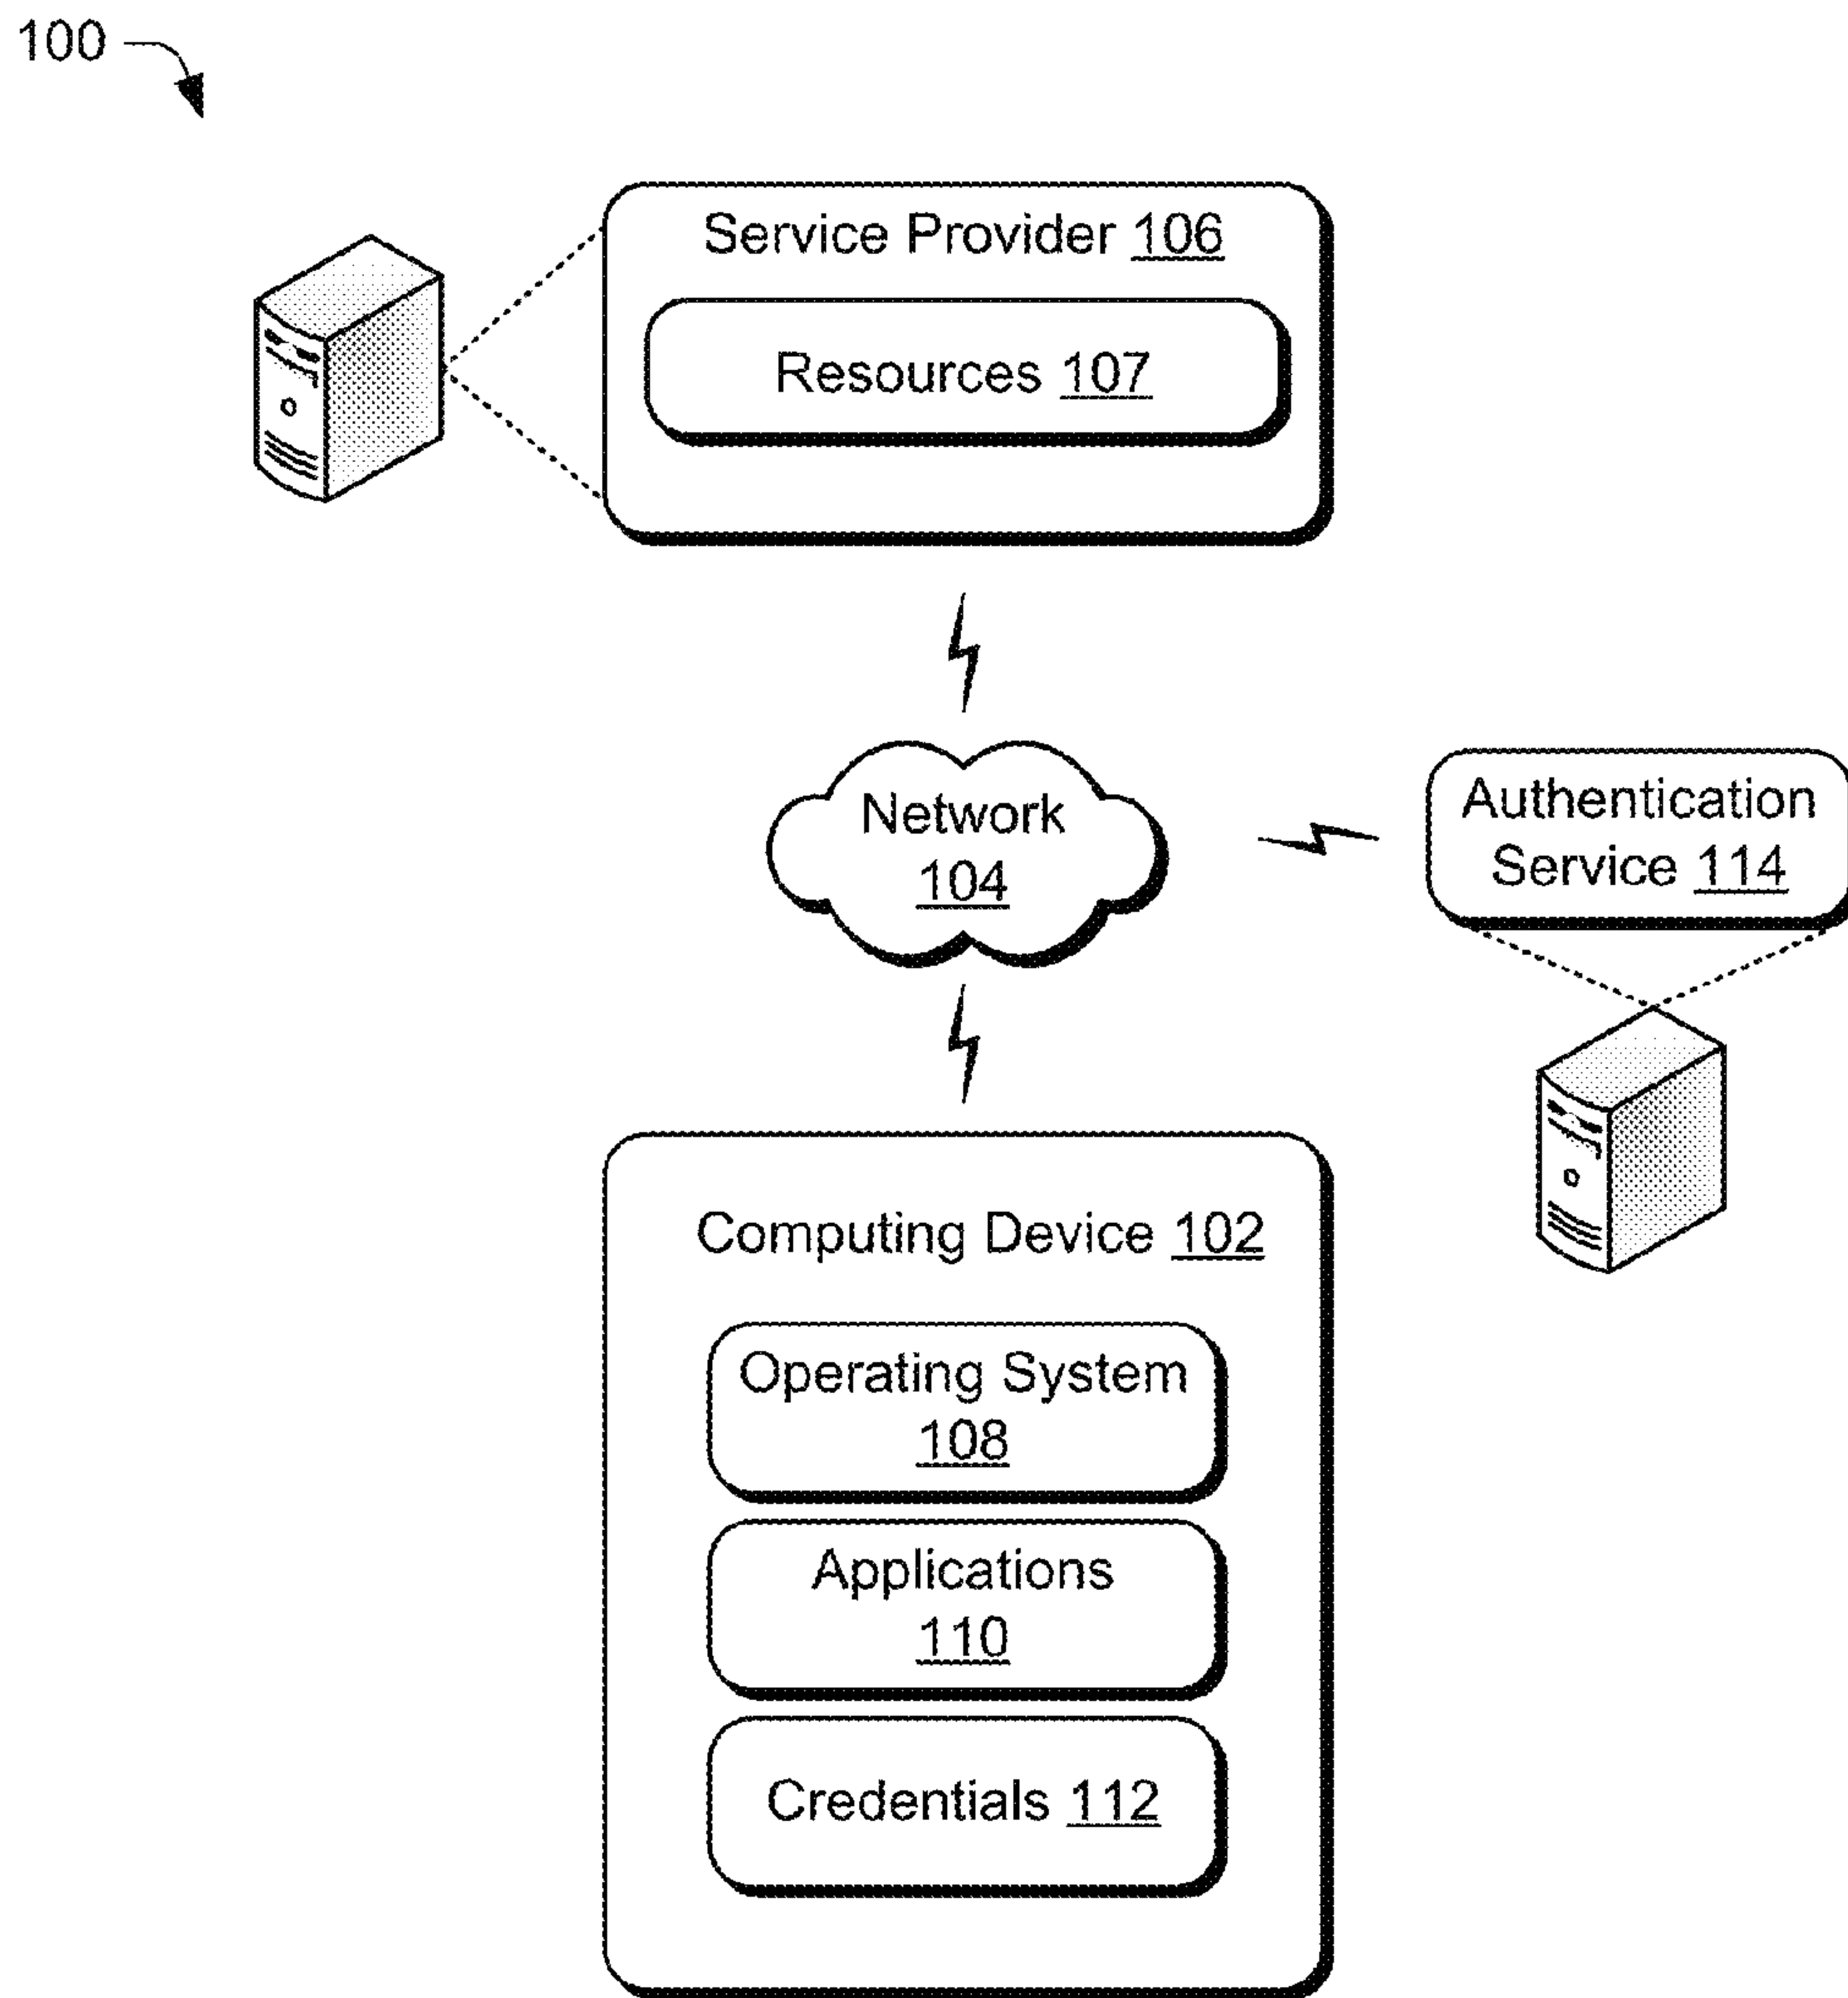 100
Service Provider 106
Resources 107
Network
104
Authentication
Service 114
Computing Device 102
Operating System
108
Applications
110
Credentials 112